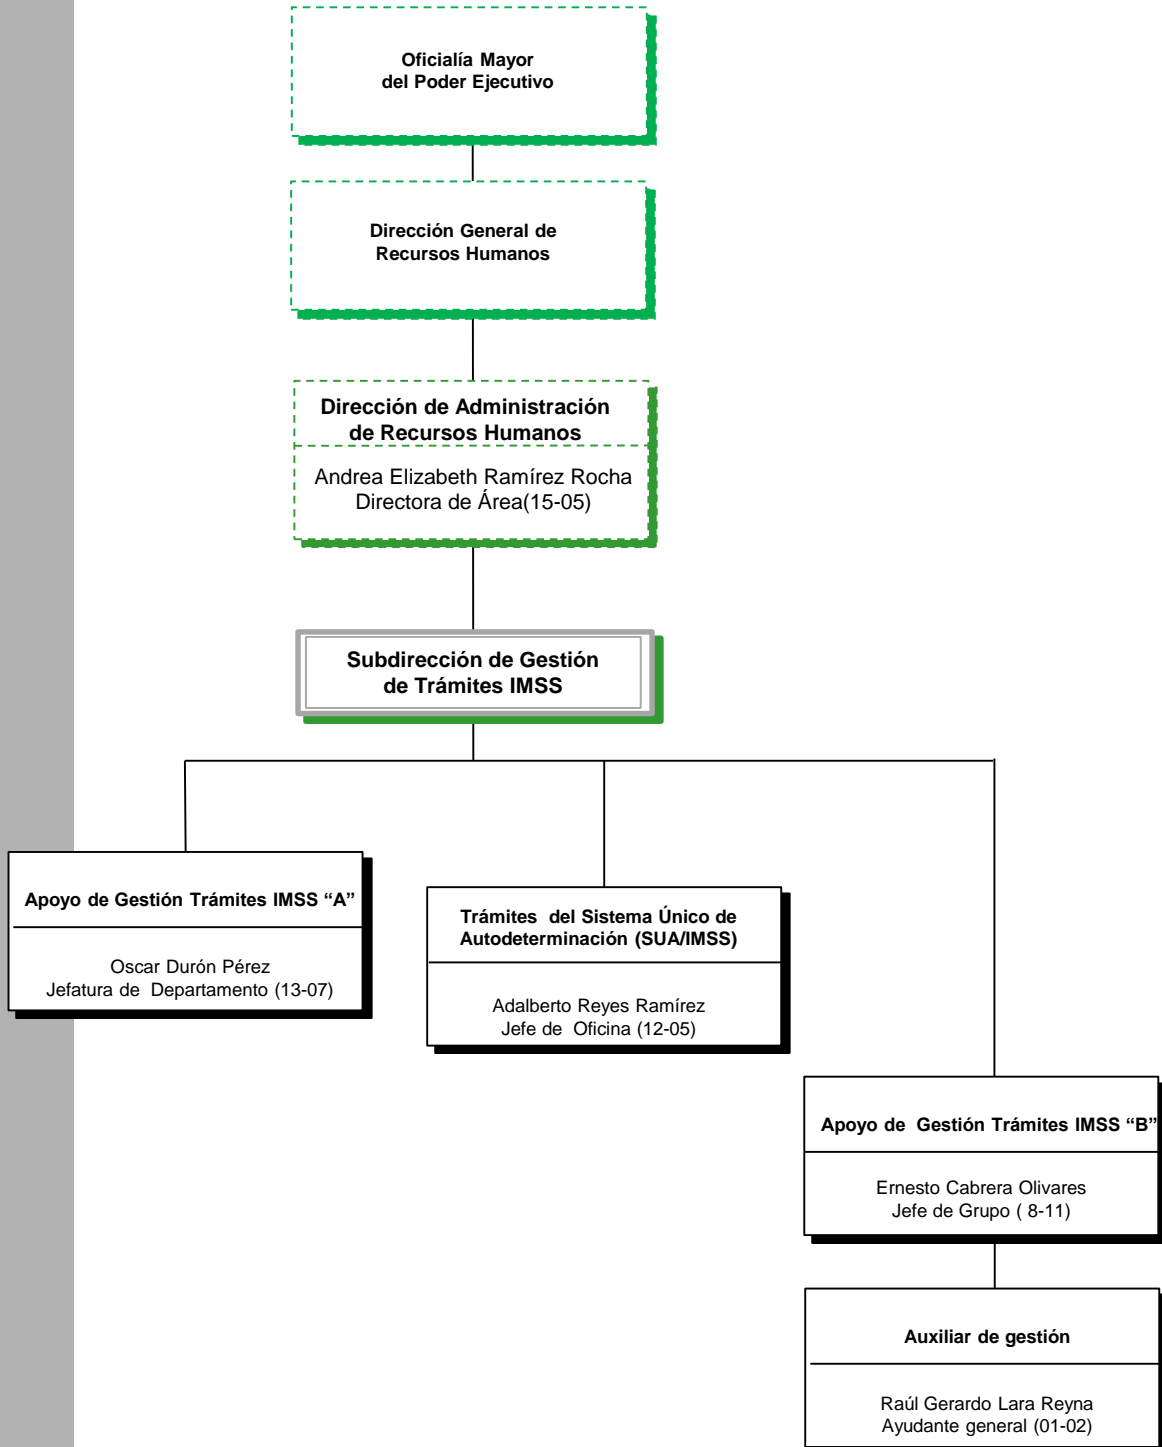 Oficialía Mayor
del Poder Ejecutivo
Dirección General de
Recursos Humanos
Dirección de Administración
de Recursos Humanos
Andrea Elizabeth Ramírez Rocha
Directora de Área(15-05)
Subdirección de Gestión
de Trámites IMSS
Apoyo de Gestión Trámites IMSS “A”
Oscar Durón Pérez
Jefatura de  Departamento (13-07)
Trámites  del Sistema Único de
Autodeterminación (SUA/IMSS)
Adalberto Reyes Ramírez
Jefe de  Oficina (12-05)
Apoyo de  Gestión Trámites IMSS “B”
Ernesto Cabrera Olivares
Jefe de Grupo ( 8-11)
Auxiliar de gestión
Raúl Gerardo Lara Reyna
Ayudante general (01-02)